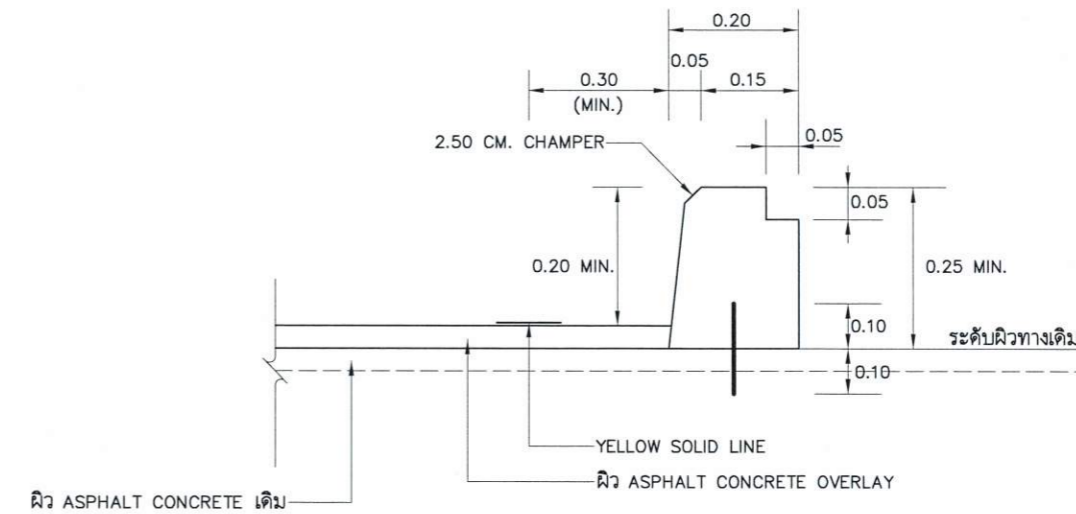 0.20
0.05
0.30
0.15
(MIN.)
2.50 CM. CHAMPER
0.05
0.05
0.20 MIN.
0.25 MIN.
0.10
ระดับผิวทางเดิม
0.10
YELLOW SOLID LINE
ผิว ASPHALT CONCRETE OVERLAY
ผิว ASPHALT CONCRETE เดิม